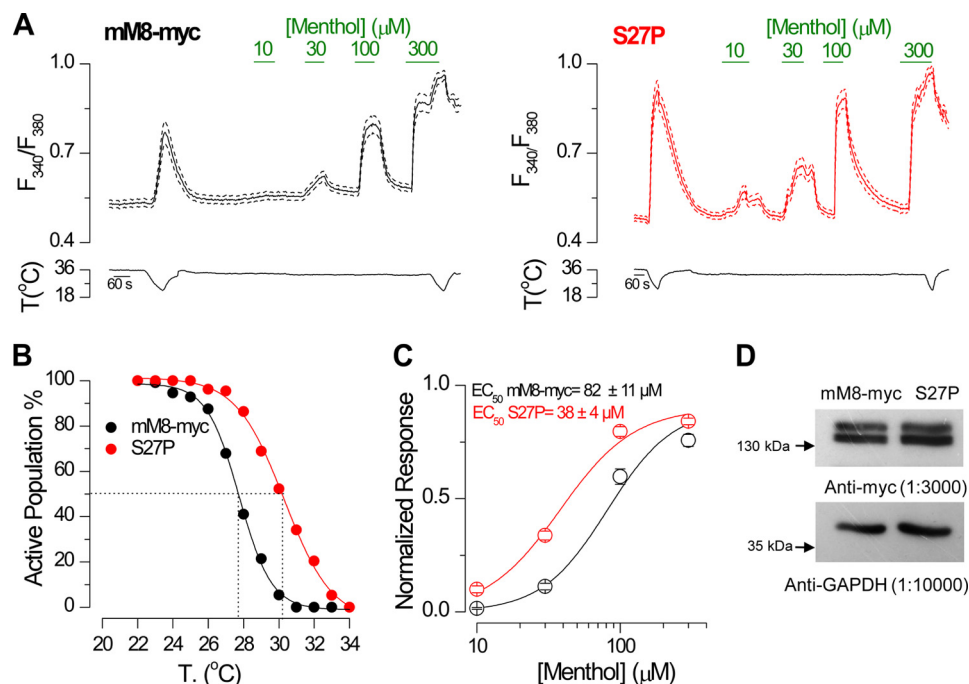 A
mM8-myc
[Menthol] (μM)
10 30 100 300
1.0
0.7
0.4
F340/F380
36
18
T(°C)
60 s
S27P
[Menthol] (μM)
10 30 100 300
1.0
0.7
0.4
F340/F380
36
18
T(°C)
60 s
B
100
80
60
40
20
0
Active Population %
mM8-myc
S27P
20 22 24 26 28 30 32 34
T. (°C)
C
EC50 mM8-myc= 82 ± 11 μM
EC50 S27P= 38 ± 4 μM
1.0
0.5
0.0
Normalized Response
10 100
[Menthol] (μM)
D
mM8-myc S27P
130 kDa
Anti-myc (1:3000)
35 kDa
Anti-GAPDH (1:10000)